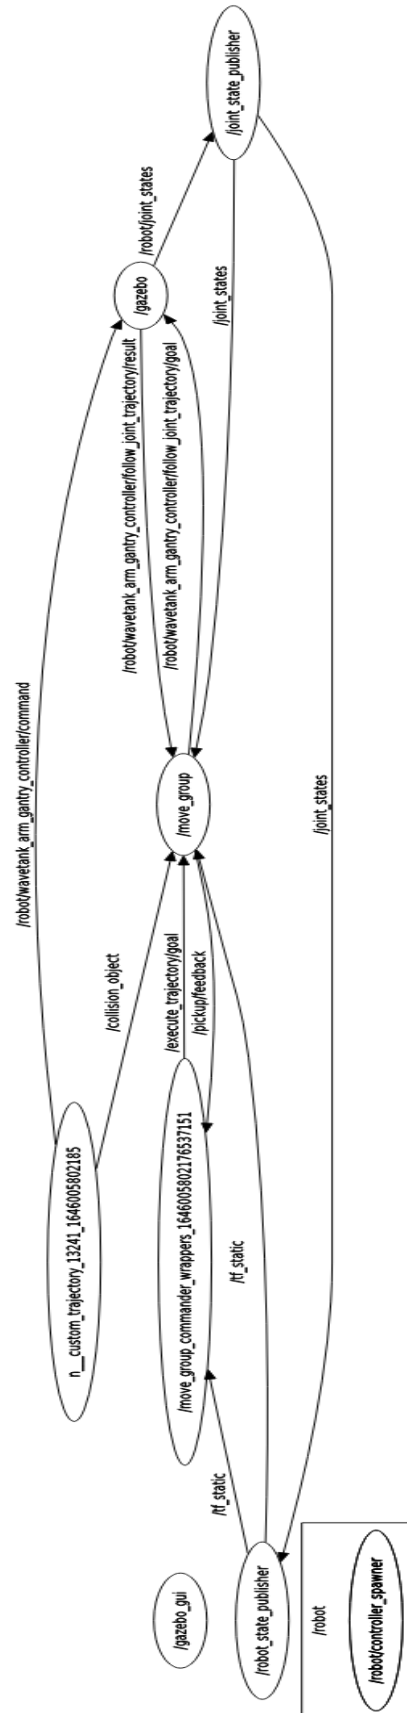 /gazebo_gui
/robot_state_publisher
/robot
/robot/controller_spawner
/tf_static
/tf_static
n__custom_trajectory_13241_1646005802185
/move_group_commander_wrappers_1646005802176537151
/robot/wavetank_arm_gantry_controller/command
/collision_object
/execute_trajectory/goal
/pickup/feedback
/move_group
/joint_states
/robot/wavetank_arm_gantry_controller/follow_joint_trajectory/result
/robot/wavetank_arm_gantry_controller/follow_joint_trajectory/goal
/gazebo
/joint_states
/robot/joint_states
/joint_state_publisher